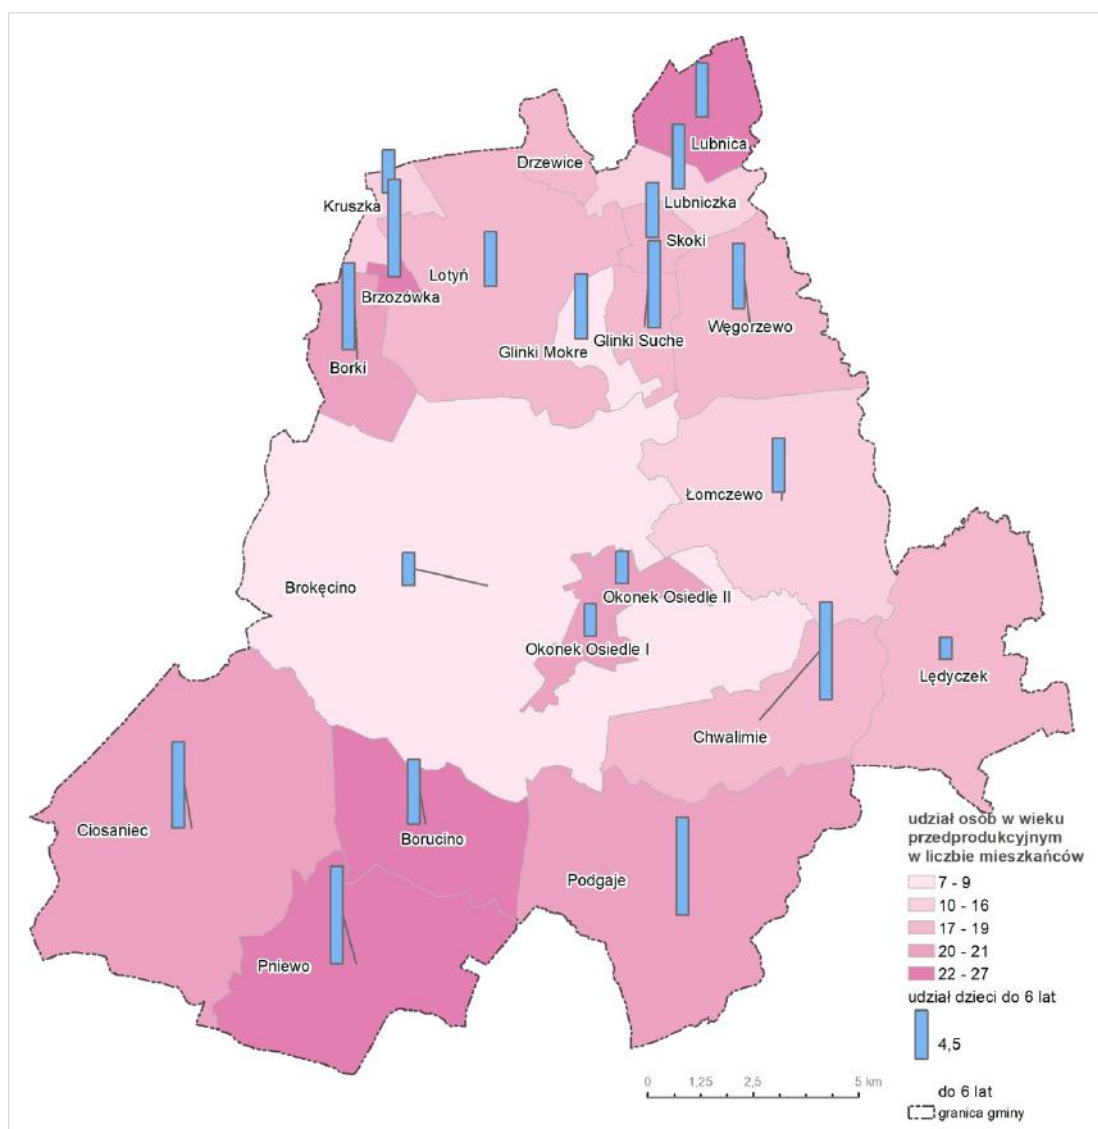 Lubnica
Drzewice
Lubniczka
Kruszka
Skoki
Lotyń
Brzozówka
Węgorzewo
Glinki Suche
Glinki Mokre
Borki
Łomczewo
Brokęcino
Okonek Osiedle II
Okonek Osiedle I
Lędyczek
Chwalimie
Ciosaniec
Borucino
Podgaje
Pniewo
udział osób w wieku
przedprodukcyjnym
w liczbie mieszkańców
7 - 9
10 - 16
17 - 19
20 - 21
22 - 27
udział dzieci do 6 lat
4,5
do 6 lat
granica gminy
0 1,25 2,5 5 km